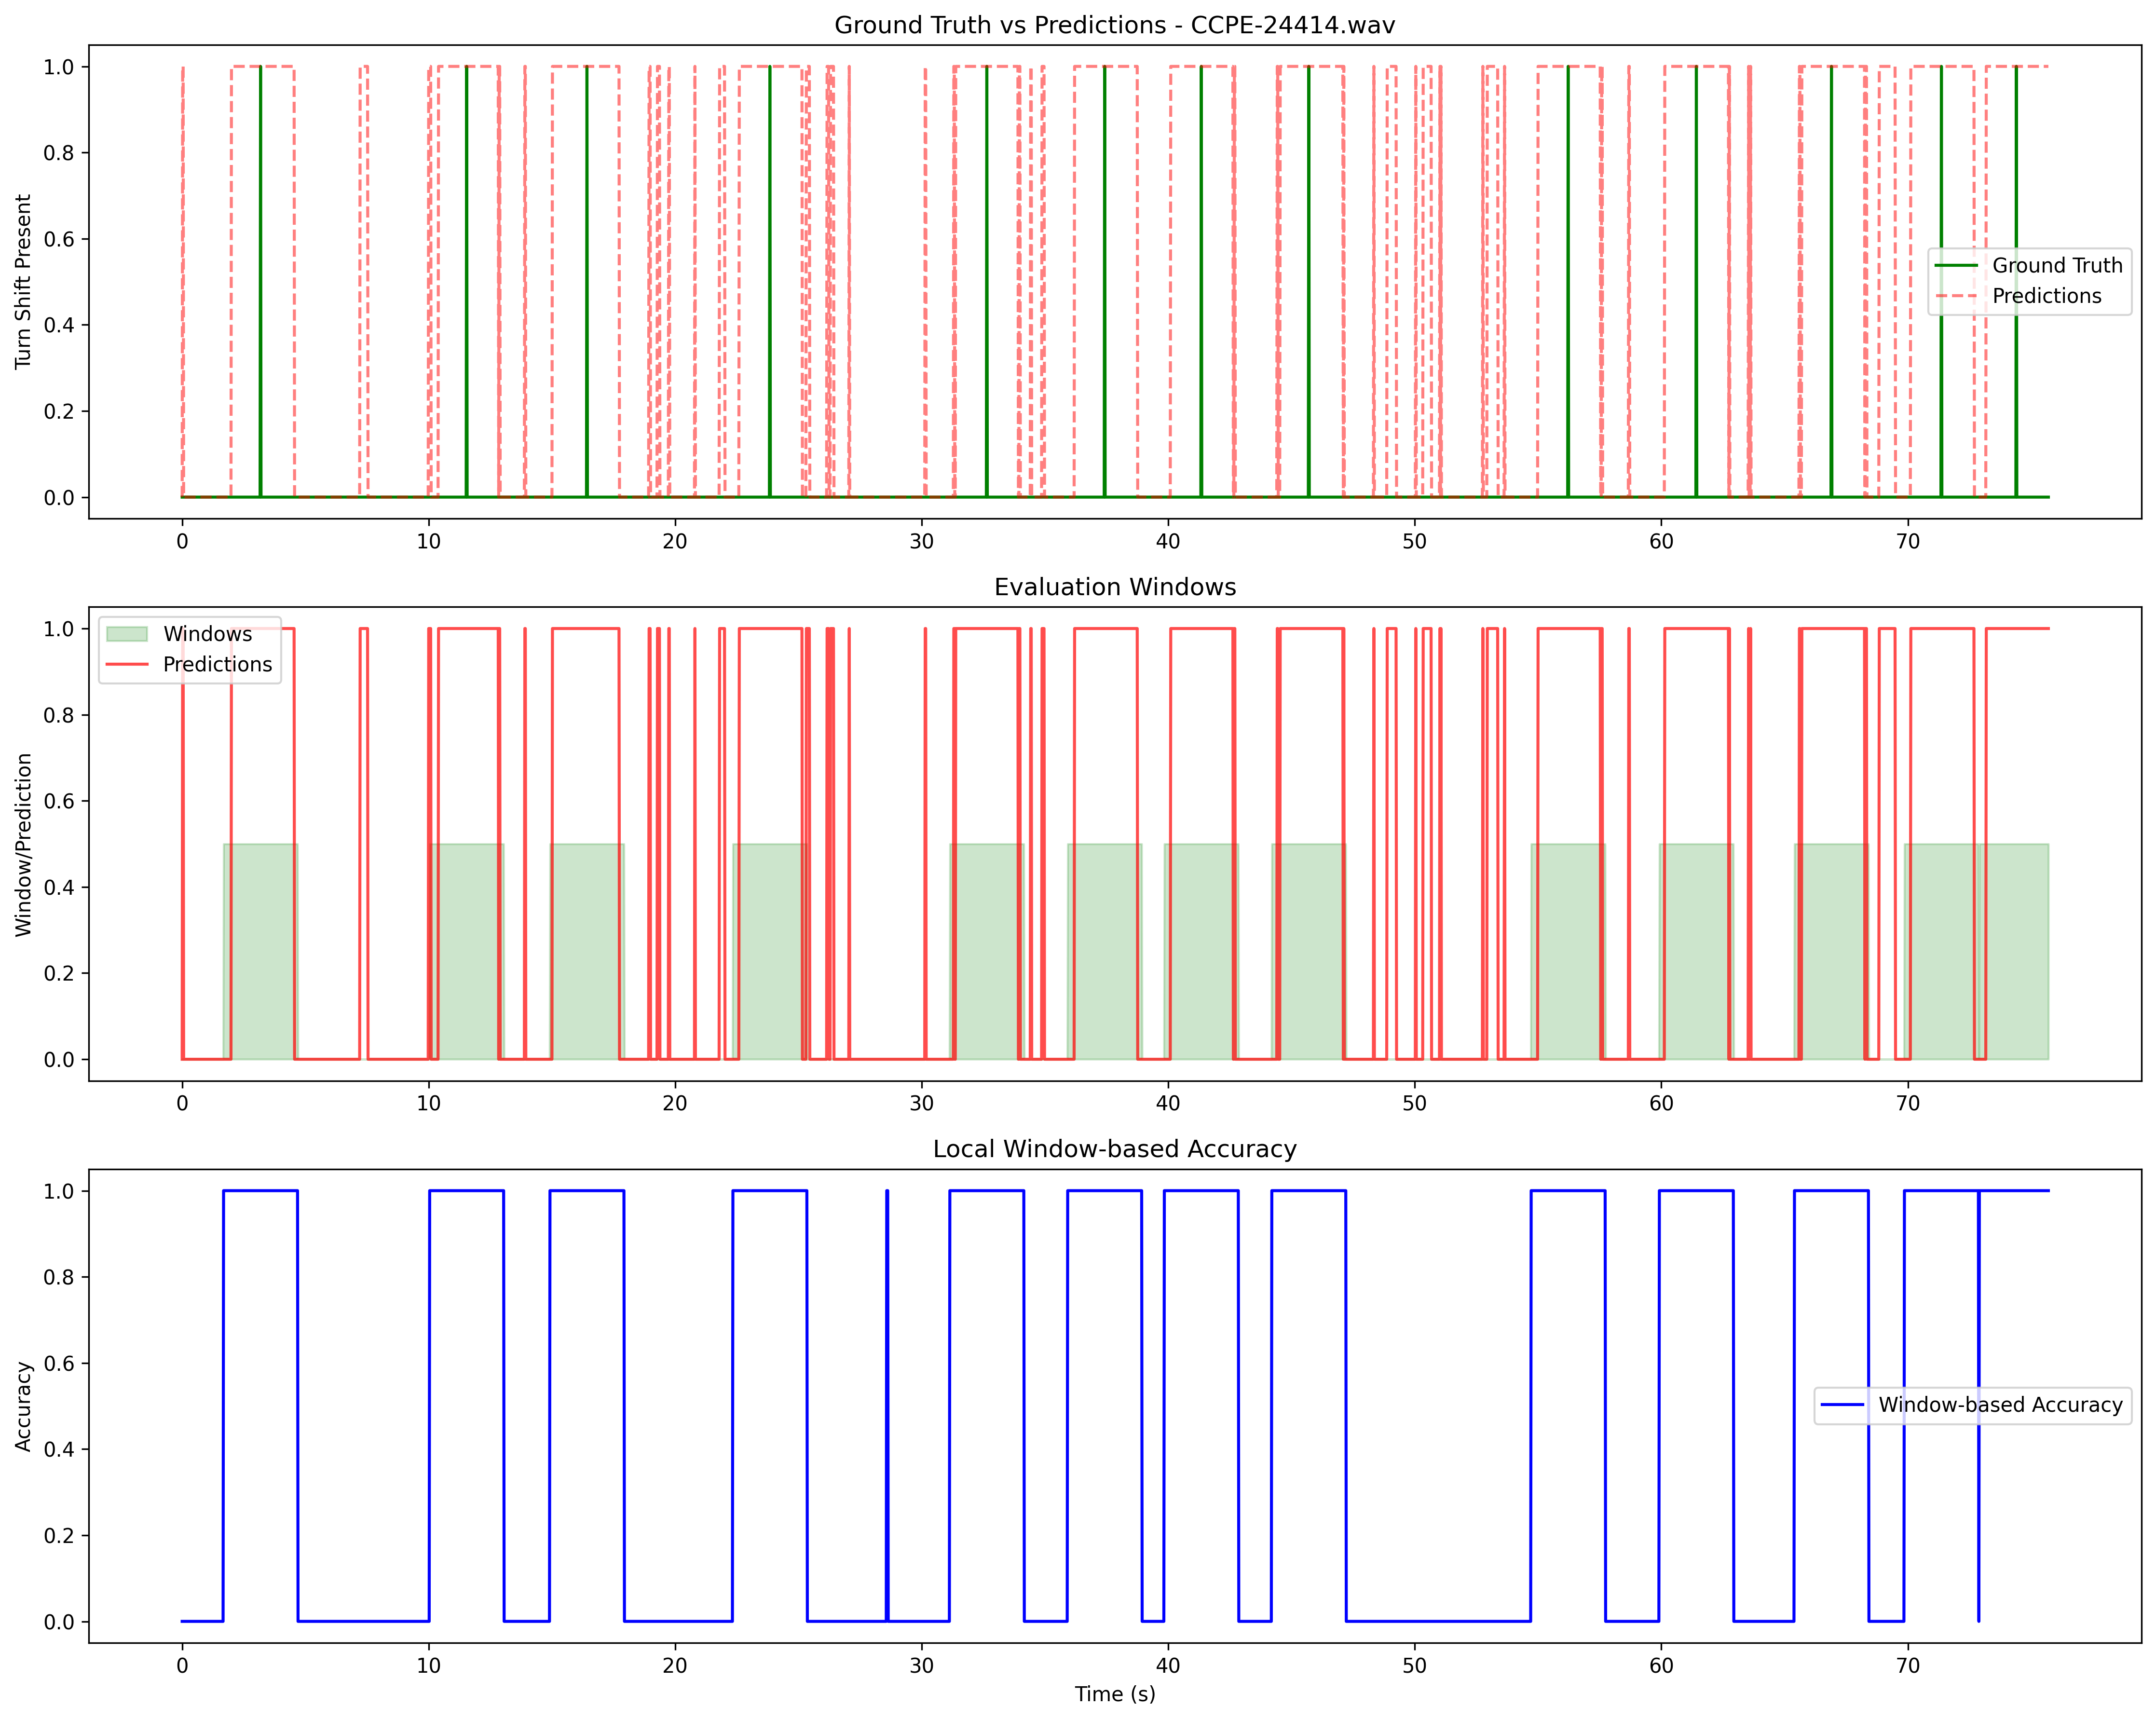 Ground Truth vs Predictions - CCPE-24414.wav
1.0
0.8
0.6
0.4
0.2
0.0
Turn Shift Present
Ground Truth
Predictions
0 10 20 30 40 50 60 70
Evaluation Windows
1.0
0.8
0.6
0.4
0.2
0.0
Window/Prediction
Windows
Predictions
0 10 20 30 40 50 60 70
Local Window-based Accuracy
1.0
0.8
0.6
0.4
0.2
0.0
Accuracy
Window-based Accuracy
0 10 20 30 40 50 60 70
Time (s)